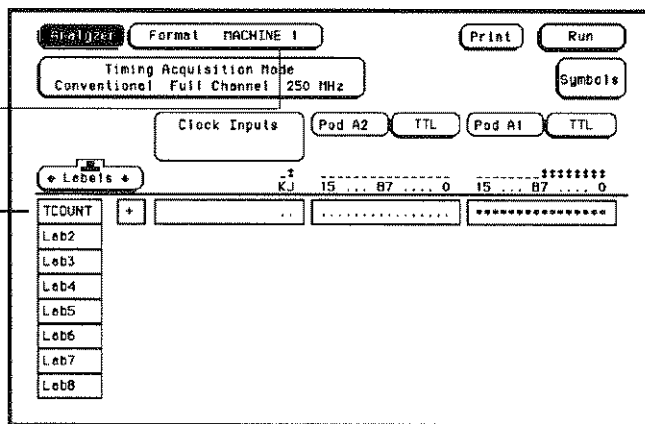 Analyzer Format MACHINE 1 Print Run
Timing Acquisition Mode
Conventional Full Channel 250 MHz
Symbols
Clock Inputs Pod A2 TTL Pod A1 TTL
Labels
KJ 15 ... 87 .... 0 15 ... 87 .... 0
TCOUNT +
Lab2
Lab3
Lab4
Lab5
Lab6
Lab7
Lab8